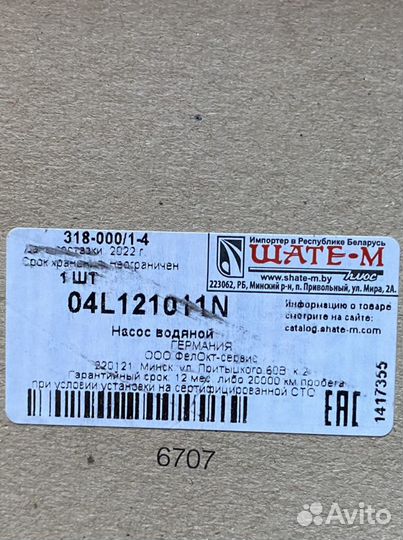 318-000/1-4
Дата поставки 2022 г.
Срок хранения неограничен
1 ШТ
04L121011N
Насос водяной
ГЕРМАНИЯ
ООО ФелОкт-сервис
220121 Минск ул. Притыцкого 60В к.2
Гарантийный срок 12 мес. либо 20000 км пробега
при условии установки на сертифицированной СТО
Импортер в Республике Беларусь
ШАТЕ-М
www.shate-m.by
плюс
223062, РБ, Минский р-н, п. Привольный, ул. Мира, 2А.
Информацию о товаре
смотрите на сайте:
catalog.shate-m.com
EAC
1417355
6707
Avito